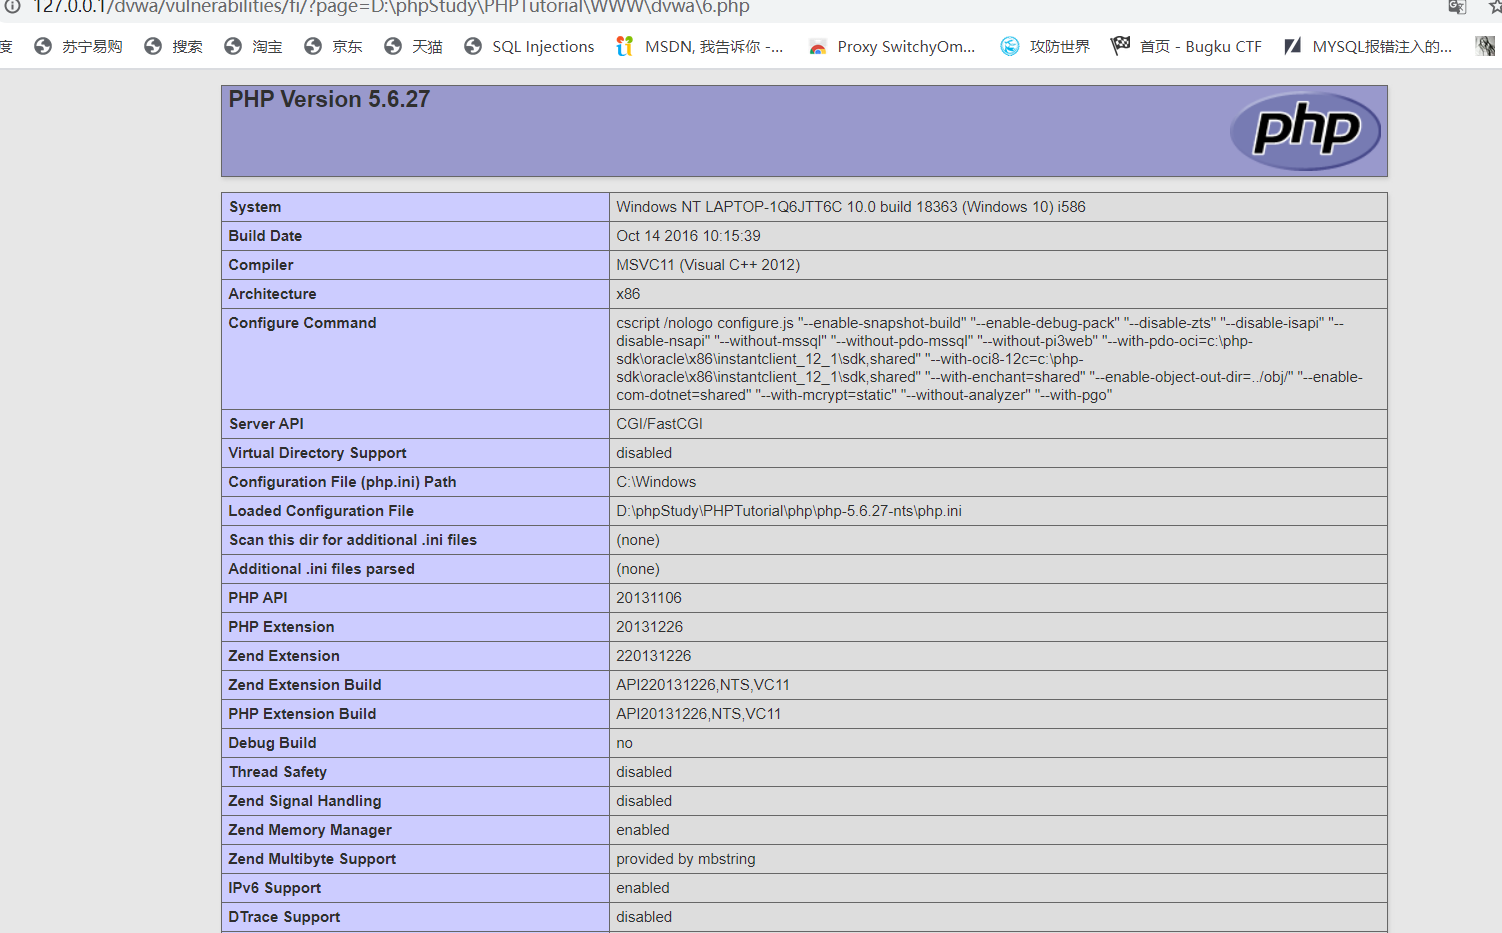 127.0.0.1/dvwa/vulnerabilities/fi/?page=D:\phpStudy\PHPTutorial\WWW\dvwa\6.php
度 苏宁易购 搜索 淘宝 京东 天猫 SQL Injections MSDN, 我告诉你 -... Proxy SwitchyOm... 攻防世界 首页 - Bugku CTF MYSQL报错注入的...
PHP Version 5.6.27
php
System Windows NT LAPTOP-1Q6JTT6C 10.0 build 18363 (Windows 10) i586
Build Date Oct 14 2016 10:15:39
Compiler MSVC11 (Visual C++ 2012)
Architecture x86
Configure Command cscript /nologo configure.js "--enable-snapshot-build" "--enable-debug-pack" "--disable-zts" "--disable-isapi" "--
disable-nsapi" "--without-mssql" "--without-pdo-mssql" "--without-pi3web" "--with-pdo-oci=c:\php-
sdk\oracle\x86\instantclient_12_1\sdk,shared" "--with-oci8-12c=c:\php-
sdk\oracle\x86\instantclient_12_1\sdk,shared" "--with-enchant=shared" "--enable-object-out-dir=../obj/" "--enable-
com-dotnet=shared" "--with-mcrypt=static" "--without-analyzer" "--with-pgo"
Server API CGI/FastCGI
Virtual Directory Support disabled
Configuration File (php.ini) Path C:\Windows
Loaded Configuration File D:\phpStudy\PHPTutorial\php\php-5.6.27-nts\php.ini
Scan this dir for additional .ini files (none)
Additional .ini files parsed (none)
PHP API 20131106
PHP Extension 20131226
Zend Extension 220131226
Zend Extension Build API220131226,NTS,VC11
PHP Extension Build API20131226,NTS,VC11
Debug Build no
Thread Safety disabled
Zend Signal Handling disabled
Zend Memory Manager enabled
Zend Multibyte Support provided by mbstring
IPv6 Support enabled
DTrace Support disabled